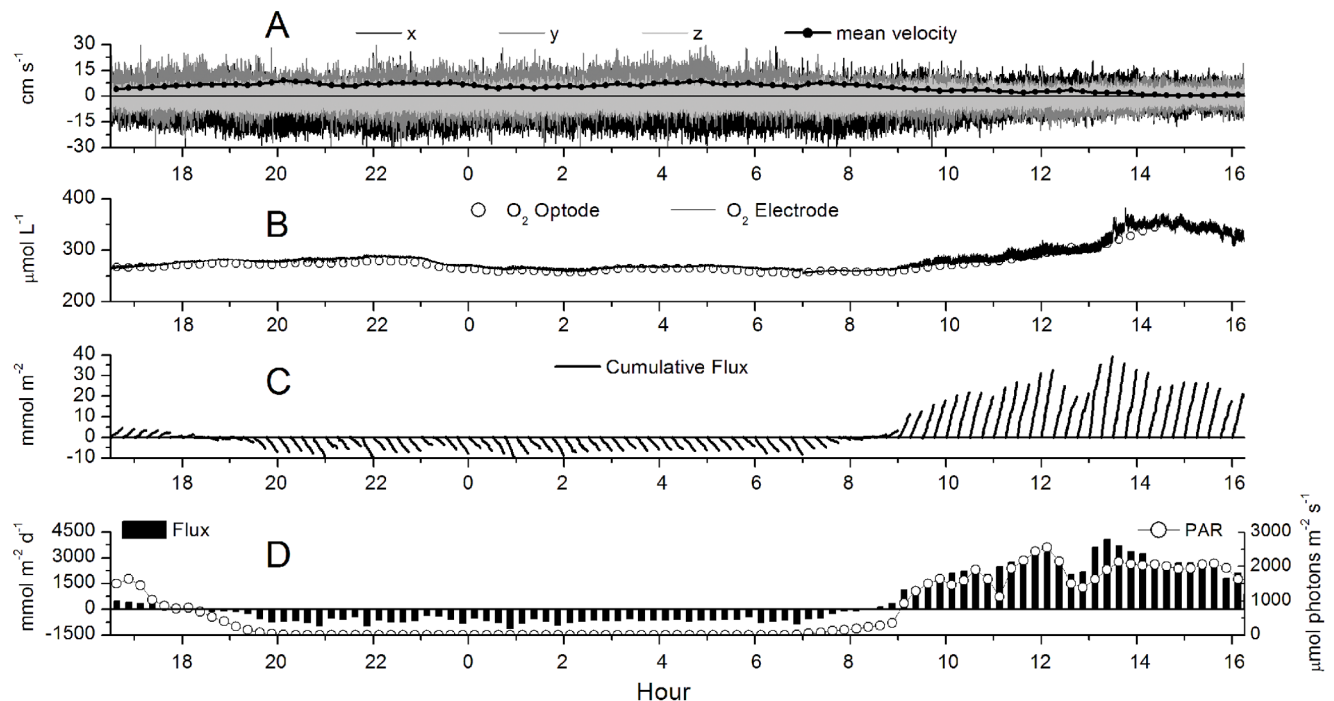 A
x y z mean velocity
cm s⁻¹
30
15
0
-15
-30
18 20 22 0 2 4 6 8 10 12 14 16
B
O₂ Optode O₂ Electrode
μmol L⁻¹
400
300
200
18 20 22 0 2 4 6 8 10 12 14 16
C
Cumulative Flux
mmol m⁻²
40
30
20
10
0
-10
18 20 22 0 2 4 6 8 10 12 14 16
D
Flux
PAR
mmol m⁻² d⁻¹
4500
3000
1500
0
-1500
3000
2000
1000
0
μmol photons m⁻² s⁻¹
18 20 22 0 2 4 6 8 10 12 14 16
Hour